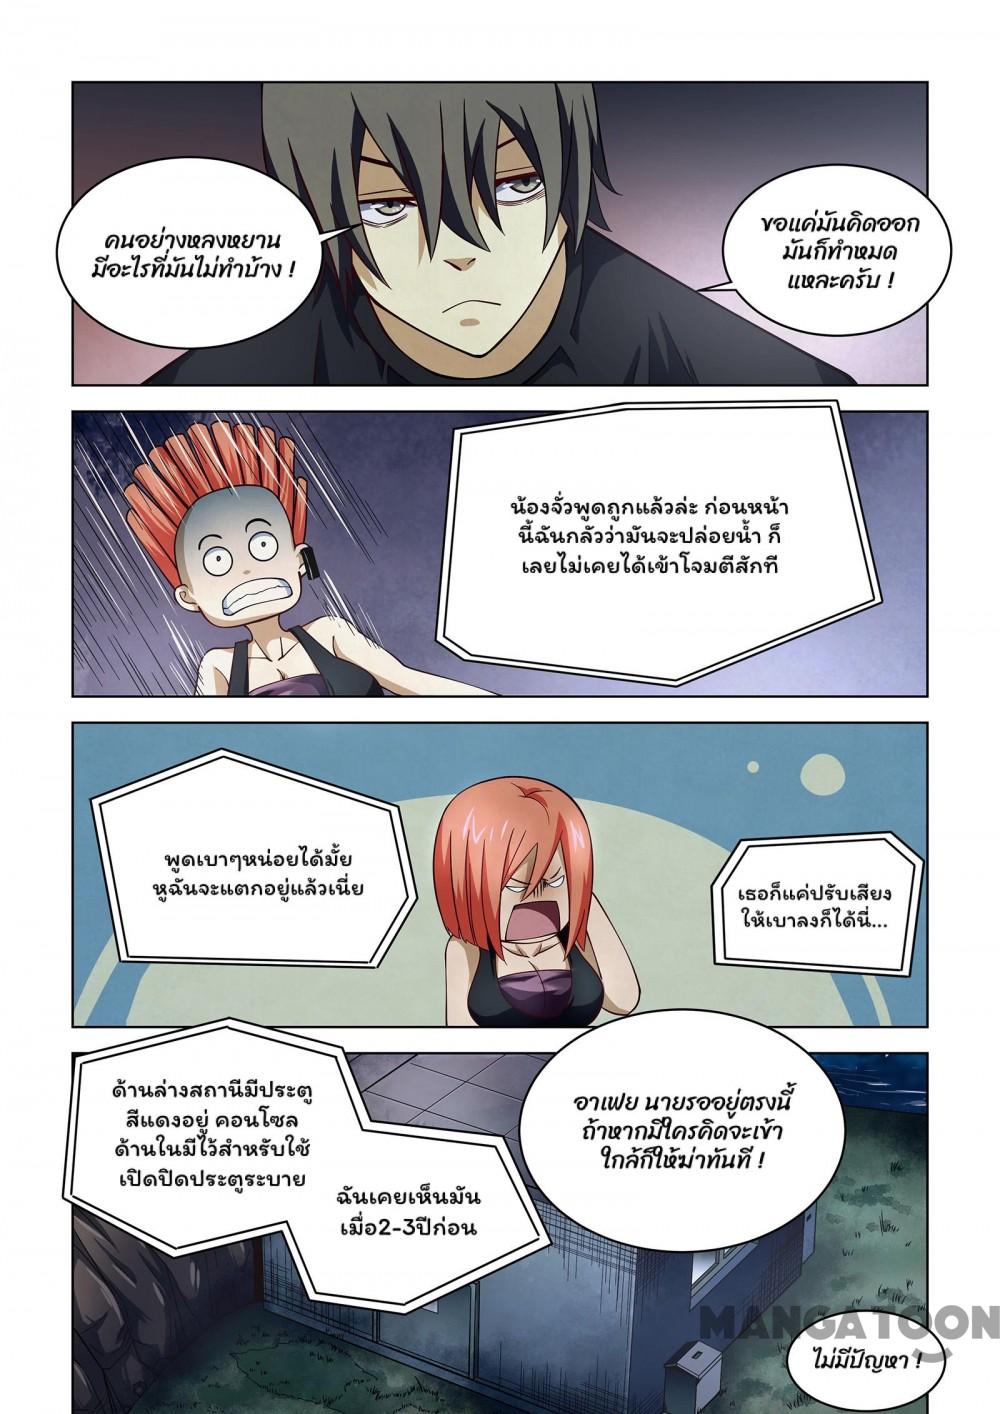 คนอย่างหลงหยาน
มีอะไรที่มันไม่ทำบ้าง !
ขอแค่มันคิดออก
มันก็ทำหมด
แหละครับ !
น้องจั่วพูดถูกแล้วล่ะ ก่อนหน้า
นี้ฉันกลัวว่ามันจะปล่อยน้ำ ก็
เลยไม่เคยได้เข้าโจมตีสักที
พูดเบาๆหน่อยได้มั้ย
หูฉันจะแตกอยู่แล้วเนี่ย
เธอก็แค่ปรับเสียง
ให้เบาลงก็ได้นี่...
ด้านล่างสถานีมีประตู
สีแดงอยู่ คอนโซล
ด้านในมีไว้สำหรับใช้
เปิดปิดประตูระบาย
ฉันเคยเห็นมัน
เมื่อ2-3ปีก่อน
อาเฟย นายรออยู่ตรงนี้
ถ้าหากมีใครคิดจะเข้า
ใกล้ก็ให้ฆ่าทันที !
MANGATOON
ไม่มีปัญหา !